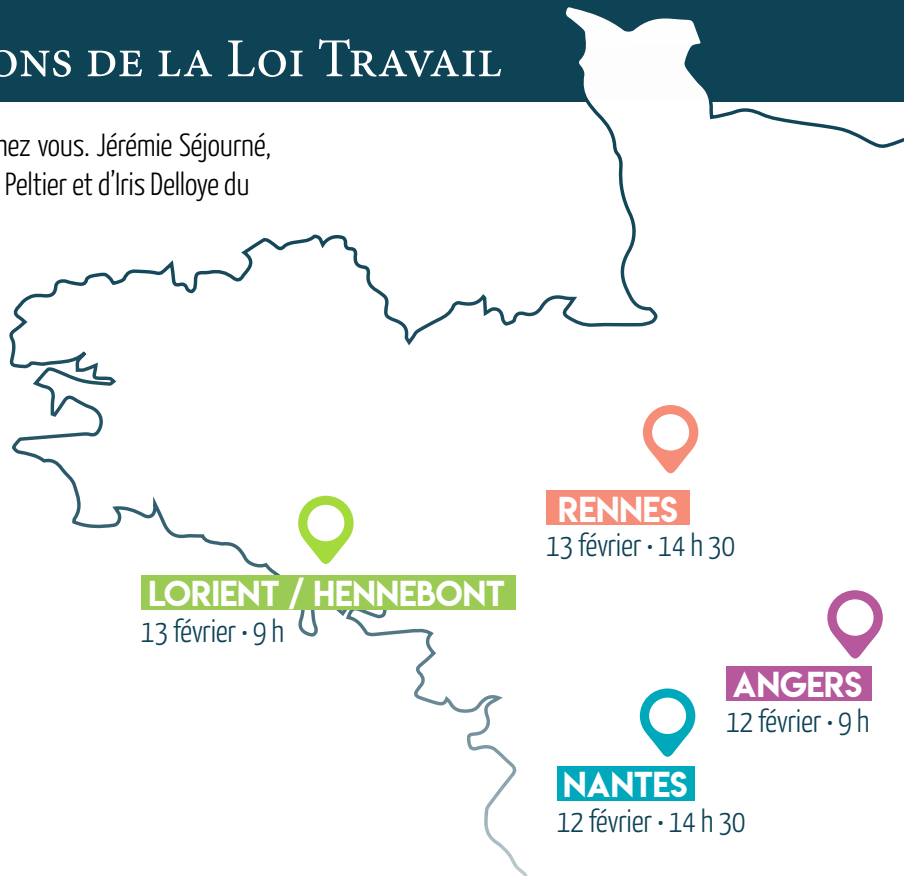 ONS DE LA LOI TRAVAIL
hez vous. Jérémie Séjourné,
Peltier et d'Iris Delloye du
RENNES
13 février · 14 h 30
LORIENT / HENNEBONT
13 février · 9 h
ANGERS
12 février · 9 h
NANTES
12 février · 14 h 30